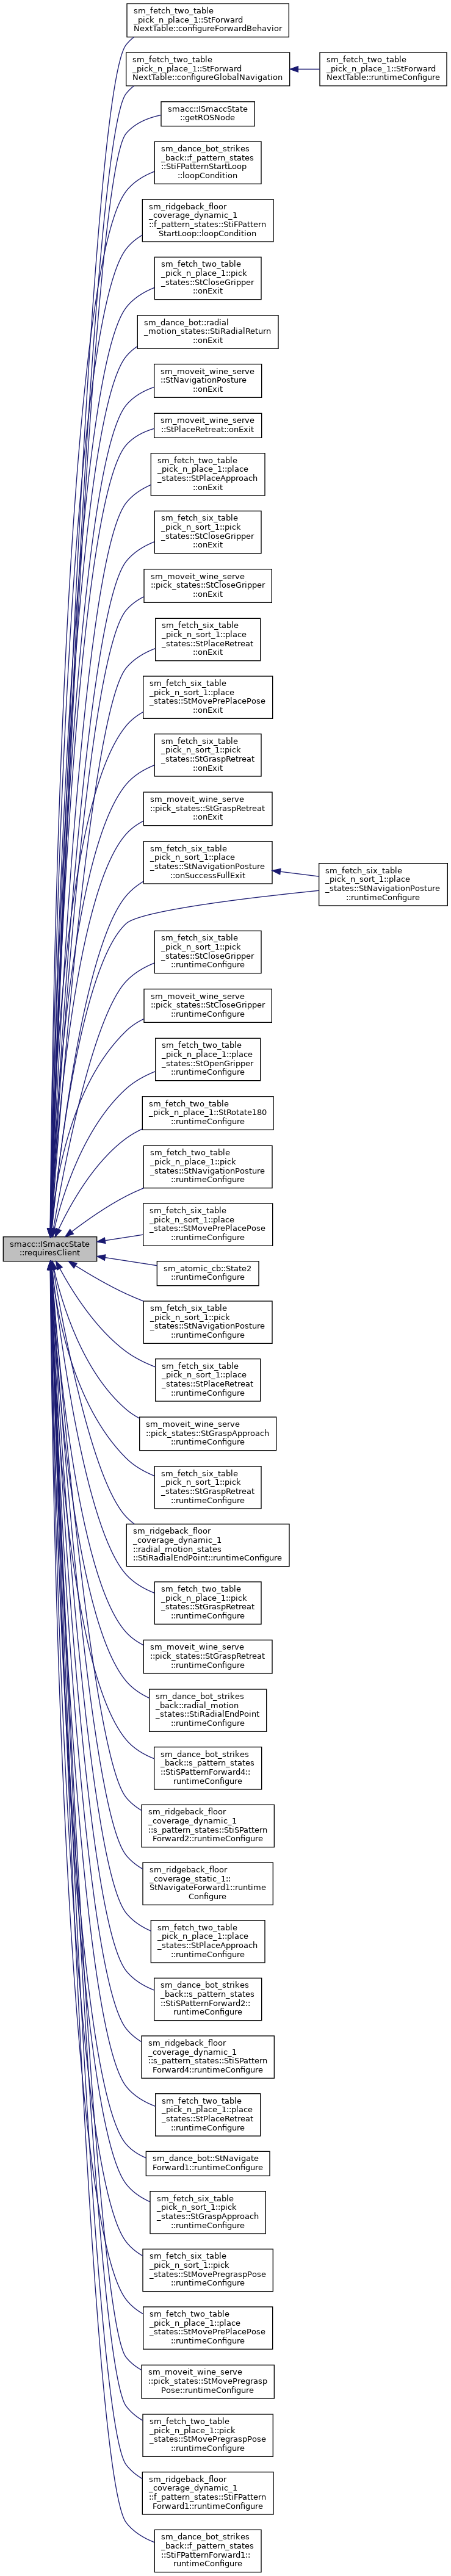 sm_fetch_two_table
_pick_n_place_1::StForward
NextTable::configureForwardBehavior
sm_fetch_two_table
_pick_n_place_1::StForward
NextTable::configureGlobalNavigation
sm_fetch_two_table
_pick_n_place_1::StForward
NextTable::runtimeConfigure
smacc::ISmaccState
::getROSNode
sm_dance_bot_strikes
_back::f_pattern_states
::StiFPatternStartLoop
::loopCondition
sm_ridgeback_floor
_coverage_dynamic_1
::f_pattern_states::StiFPattern
StartLoop::loopCondition
sm_fetch_two_table
_pick_n_place_1::pick
_states::StCloseGripper
::onExit
sm_dance_bot::radial
_motion_states::StiRadialReturn
::onExit
sm_moveit_wine_serve
::StNavigationPosture
::onExit
sm_moveit_wine_serve
::StPlaceRetreat::onExit
sm_fetch_two_table
_pick_n_place_1::place
_states::StPlaceApproach
::onExit
sm_fetch_six_table
_pick_n_sort_1::pick
_states::StCloseGripper
::onExit
sm_moveit_wine_serve
::pick_states::StCloseGripper
::onExit
sm_fetch_six_table
_pick_n_sort_1::place
_states::StPlaceRetreat
::onExit
sm_fetch_six_table
_pick_n_sort_1::place
_states::StMovePrePlacePose
::onExit
sm_fetch_six_table
_pick_n_sort_1::pick
_states::StGraspRetreat
::onExit
sm_moveit_wine_serve
::pick_states::StGraspRetreat
::onExit
sm_fetch_six_table
_pick_n_sort_1::place
_states::StNavigationPosture
::onSuccessFullExit
sm_fetch_six_table
_pick_n_sort_1::place
_states::StNavigationPosture
::runtimeConfigure
sm_fetch_six_table
_pick_n_sort_1::pick
_states::StCloseGripper
::runtimeConfigure
sm_moveit_wine_serve
::pick_states::StCloseGripper
::runtimeConfigure
sm_fetch_two_table
_pick_n_place_1::place
_states::StOpenGripper
::runtimeConfigure
sm_fetch_two_table
_pick_n_place_1::StRotate180
::runtimeConfigure
sm_fetch_two_table
_pick_n_place_1::pick
_states::StNavigationPosture
::runtimeConfigure
sm_fetch_six_table
_pick_n_sort_1::place
_states::StMovePrePlacePose
::runtimeConfigure
smacc::ISmaccState
::requiresClient
sm_atomic_cb::State2
::runtimeConfigure
sm_fetch_six_table
_pick_n_sort_1::pick
_states::StNavigationPosture
::runtimeConfigure
sm_fetch_six_table
_pick_n_sort_1::place
_states::StPlaceRetreat
::runtimeConfigure
sm_moveit_wine_serve
::pick_states::StGraspApproach
::runtimeConfigure
sm_fetch_six_table
_pick_n_sort_1::pick
_states::StGraspRetreat
::runtimeConfigure
sm_ridgeback_floor
_coverage_dynamic_1
::radial_motion_states
::StiRadialEndPoint::runtimeConfigure
sm_fetch_two_table
_pick_n_place_1::pick
_states::StGraspRetreat
::runtimeConfigure
sm_moveit_wine_serve
::pick_states::StGraspRetreat
::runtimeConfigure
sm_dance_bot_strikes
_back::radial_motion
_states::StiRadialEndPoint
::runtimeConfigure
sm_dance_bot_strikes
_back::s_pattern_states
::StiSPatternForward4::
runtimeConfigure
sm_ridgeback_floor
_coverage_dynamic_1
::s_pattern_states::StiSPattern
Forward2::runtimeConfigure
sm_ridgeback_floor
_coverage_static_1::
StNavigateForward1::runtime
Configure
sm_fetch_two_table
_pick_n_place_1::place
_states::StPlaceApproach
::runtimeConfigure
sm_dance_bot_strikes
_back::s_pattern_states
::StiSPatternForward2::
runtimeConfigure
sm_ridgeback_floor
_coverage_dynamic_1
::s_pattern_states::StiSPattern
Forward4::runtimeConfigure
sm_fetch_two_table
_pick_n_place_1::place
_states::StPlaceRetreat
::runtimeConfigure
sm_dance_bot::StNavigate
Forward1::runtimeConfigure
sm_fetch_six_table
_pick_n_sort_1::pick
_states::StGraspApproach
::runtimeConfigure
sm_fetch_six_table
_pick_n_sort_1::pick
_states::StMovePregraspPose
::runtimeConfigure
sm_fetch_two_table
_pick_n_place_1::place
_states::StMovePrePlacePose
::runtimeConfigure
sm_moveit_wine_serve
::pick_states::StMovePregrasp
Pose::runtimeConfigure
sm_fetch_two_table
_pick_n_place_1::pick
_states::StMovePregraspPose
::runtimeConfigure
sm_ridgeback_floor
_coverage_dynamic_1
::f_pattern_states::StiFPattern
Forward1::runtimeConfigure
sm_dance_bot_strikes
_back::f_pattern_states
::StiFPatternForward1::
runtimeConfigure